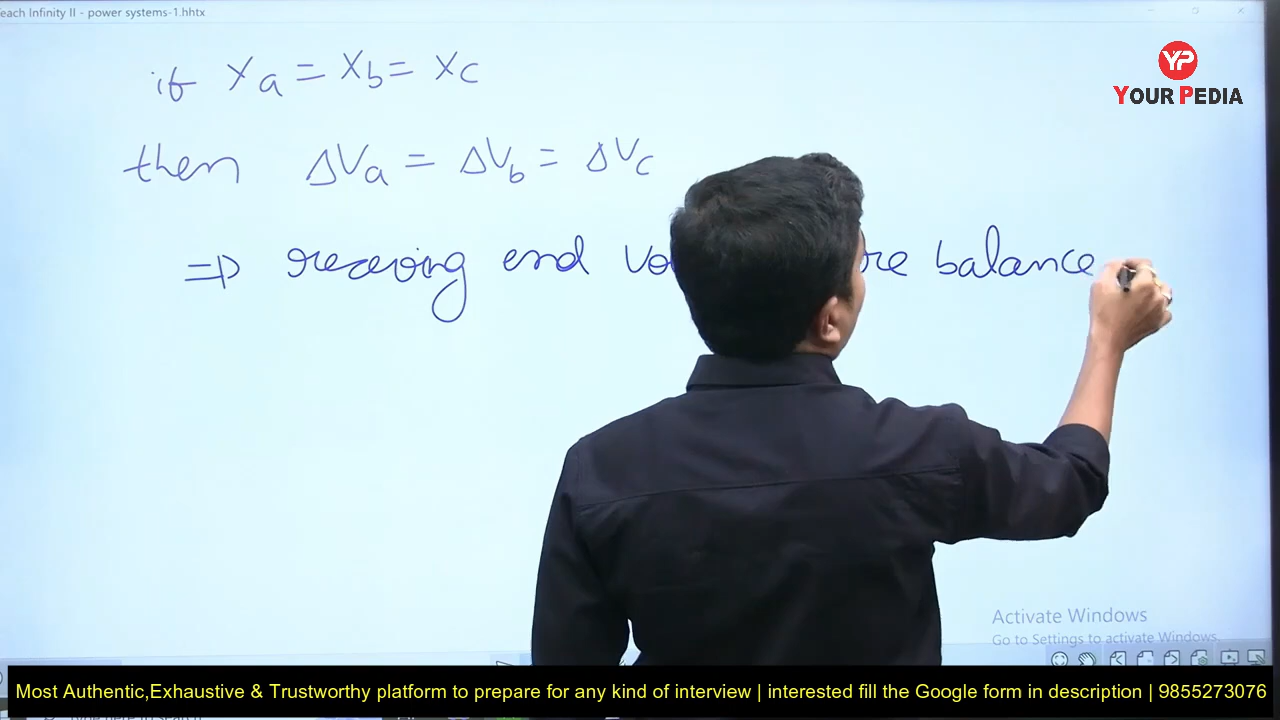 each Infinity II - power systems-1.hhtx
YP
YOUR PEDIA
if Xa = Xb = Xc
then ΔVa = ΔVb = ΔVc
⇒ receiving end balance
Activate Windows
Go to Settings to activate Windows.
Most Authentic,Exhaustive & Trustworthy platform to prepare for any kind of interview | interested fill the Google form in description | 9855273076